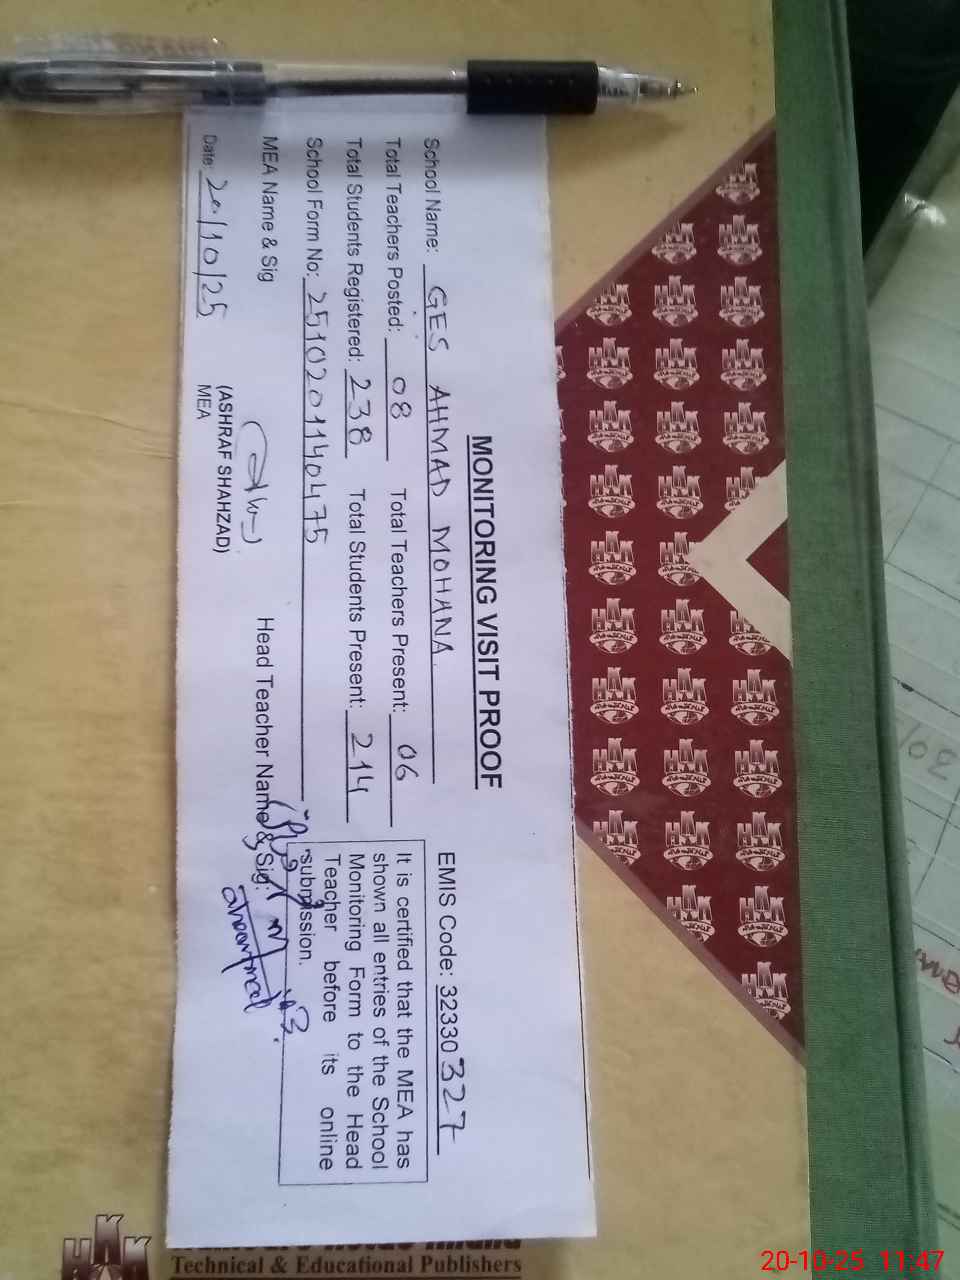 MONITORING VISIT PROOF
School Name: GES AHMAD MOHANA EMIS Code: 32330327
Total Teachers Posted: 08 Total Teachers Present: 06
Total Students Registered: 238 Total Students Present: 214
School Form No: 2510201140475
It is certified that the MEA has
shown all entries of the School
Monitoring Form to the Head
Teacher before its online
submission.
MEA Name & Sig
Head Teacher Name & Sig:
(ASHRAF SHAHZAD)
MEA
Date: 20/10/25
HAK
Technical & Educational Publishers
20-10-25 11:47